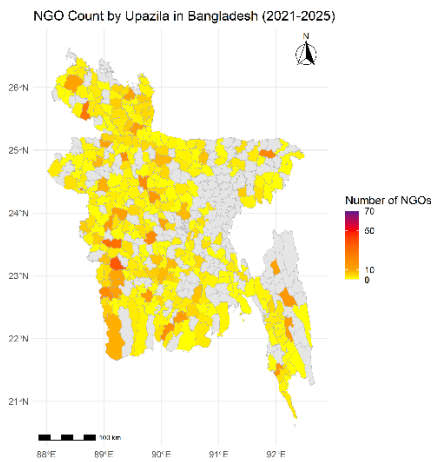 NGO Count by Upazila in Bangladesh (2021-2025)
N
26°N
25°N
24°N
23°N
22°N
21°N
88°E
89°E
90°E
91°E
92°E
100 km
Number of NGOs
70
50
10
0